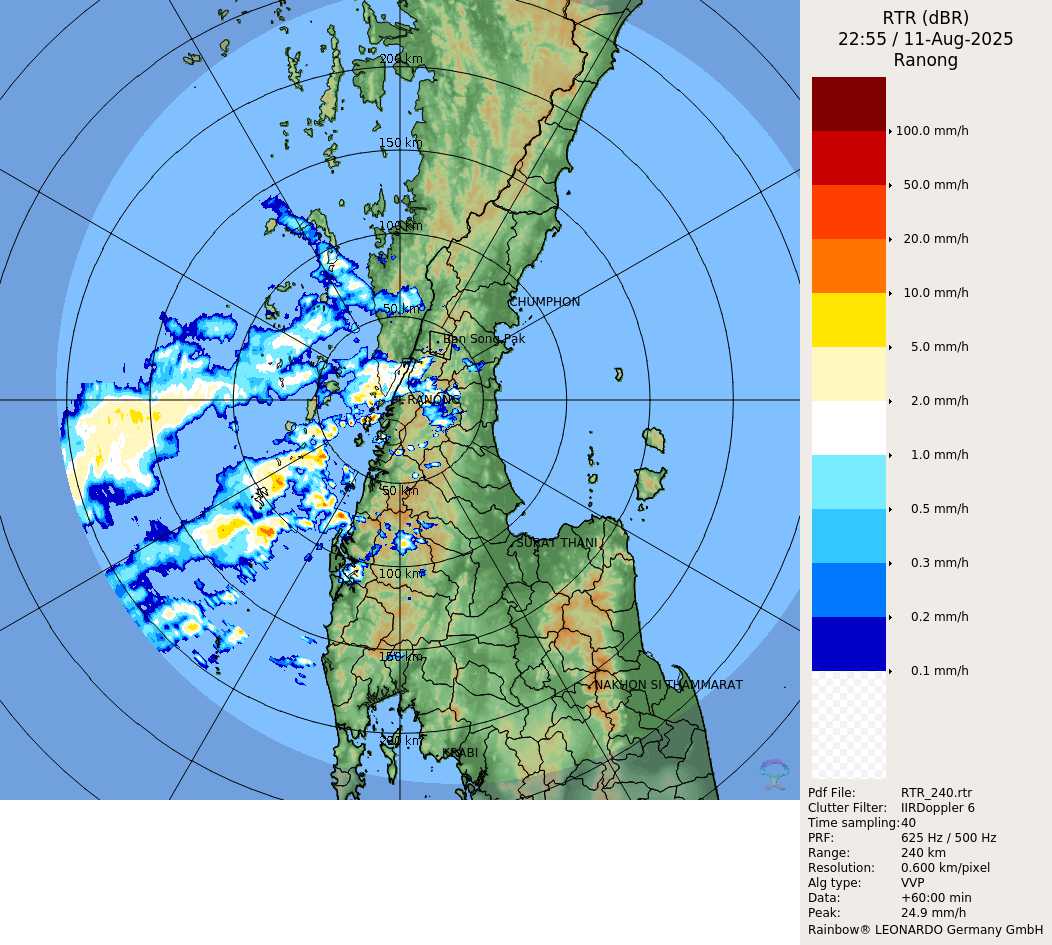 RTR (dBR)
22:55 / 11-Aug-2025
Ranong
100.0 mm/h
50.0 mm/h
20.0 mm/h
10.0 mm/h
5.0 mm/h
2.0 mm/h
1.0 mm/h
0.5 mm/h
0.3 mm/h
0.2 mm/h
0.1 mm/h
Pdf File: RTR_240.rtr
Clutter Filter: IIRDoppler 6
Time sampling: 40
PRF: 625 Hz / 500 Hz
Range: 240 km
Resolution: 0.600 km/pixel
Alg type: VVP
Data: +60:00 min
Peak: 24.9 mm/h
Rainbow® LEONARDO Germany GmbH
200 km
150 km
100 km
50 km
CHUMPHON
Ban Song Pak
RANONG
50 km
SURAT THANI
100 km
150 km
NAKHON SI THAMMARAT
200 km
KRABI